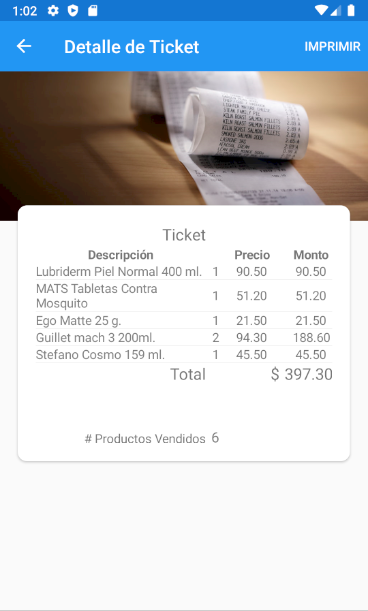 1:02
Detalle de Ticket IMPRIMIR
Ticket
Descripción Precio Monto
Lubriderm Piel Normal 400 ml. 1 90.50 90.50
MATS Tabletas Contra
Mosquito 1 51.20 51.20
Ego Matte 25 g. 1 21.50 21.50
Guillet mach 3 200ml. 2 94.30 188.60
Stefano Cosmo 159 ml. 1 45.50 45.50
Total $ 397.30
# Productos Vendidos 6